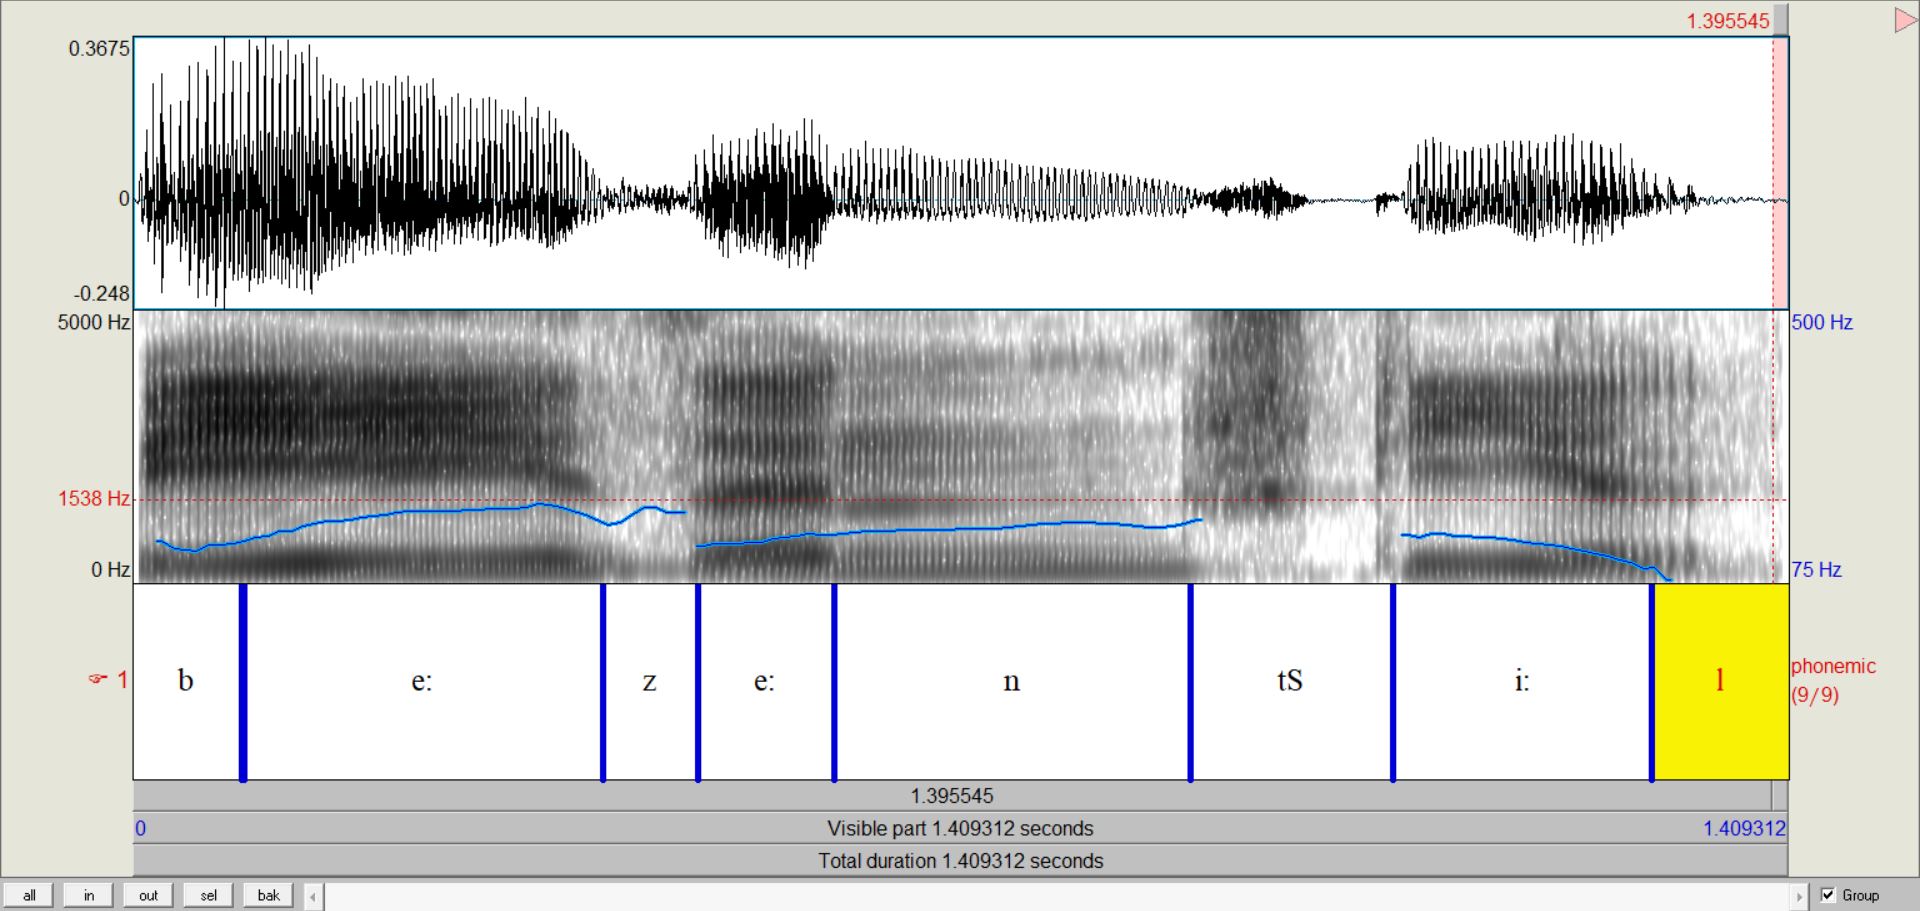 1.395545
0.3675
0
-0.248
5000 Hz
500 Hz
1538 Hz
0 Hz
75 Hz
☞ 1
b e: z e: n tS i: l
phonemic
(9/9)
1.395545
0 Visible part 1.409312 seconds 1.409312
Total duration 1.409312 seconds
all in out sel bak Group